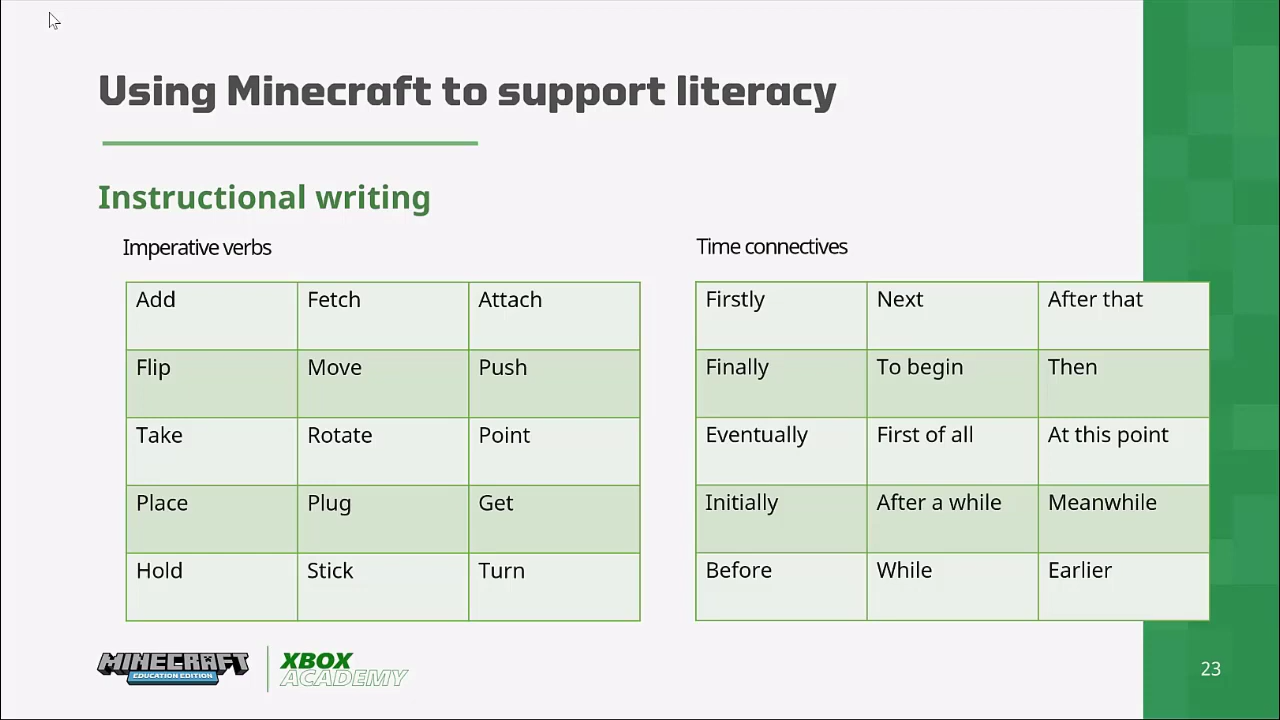 Using Minecraft to support literacy
Instructional writing
Imperative verbs
Add Fetch Attach
Flip Move Push
Take Rotate Point
Place Plug Get
Hold Stick Turn
Time connectives
Firstly Next After that
Finally To begin Then
Eventually First of all At this point
Initially After a while Meanwhile
Before While Earlier
MINECRAFT
EDUCATION EDITION
XBOX
ACADEMY
23